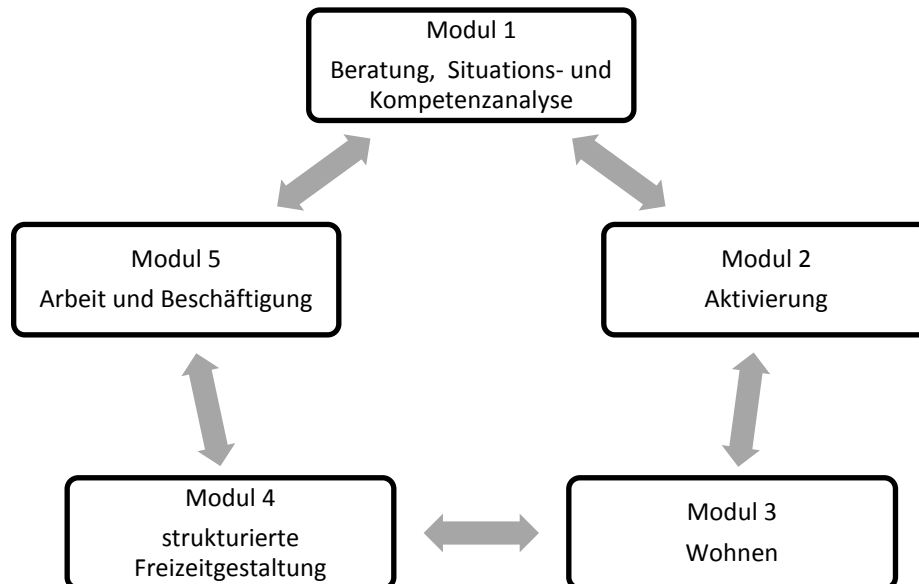 Modul 1
Beratung, Situations- und
Kompetenzanalyse
Modul 5
Arbeit und Beschäftigung
Modul 2
Aktivierung
Modul 4
strukturierte
Freizeitgestaltung
Modul 3
Wohnen